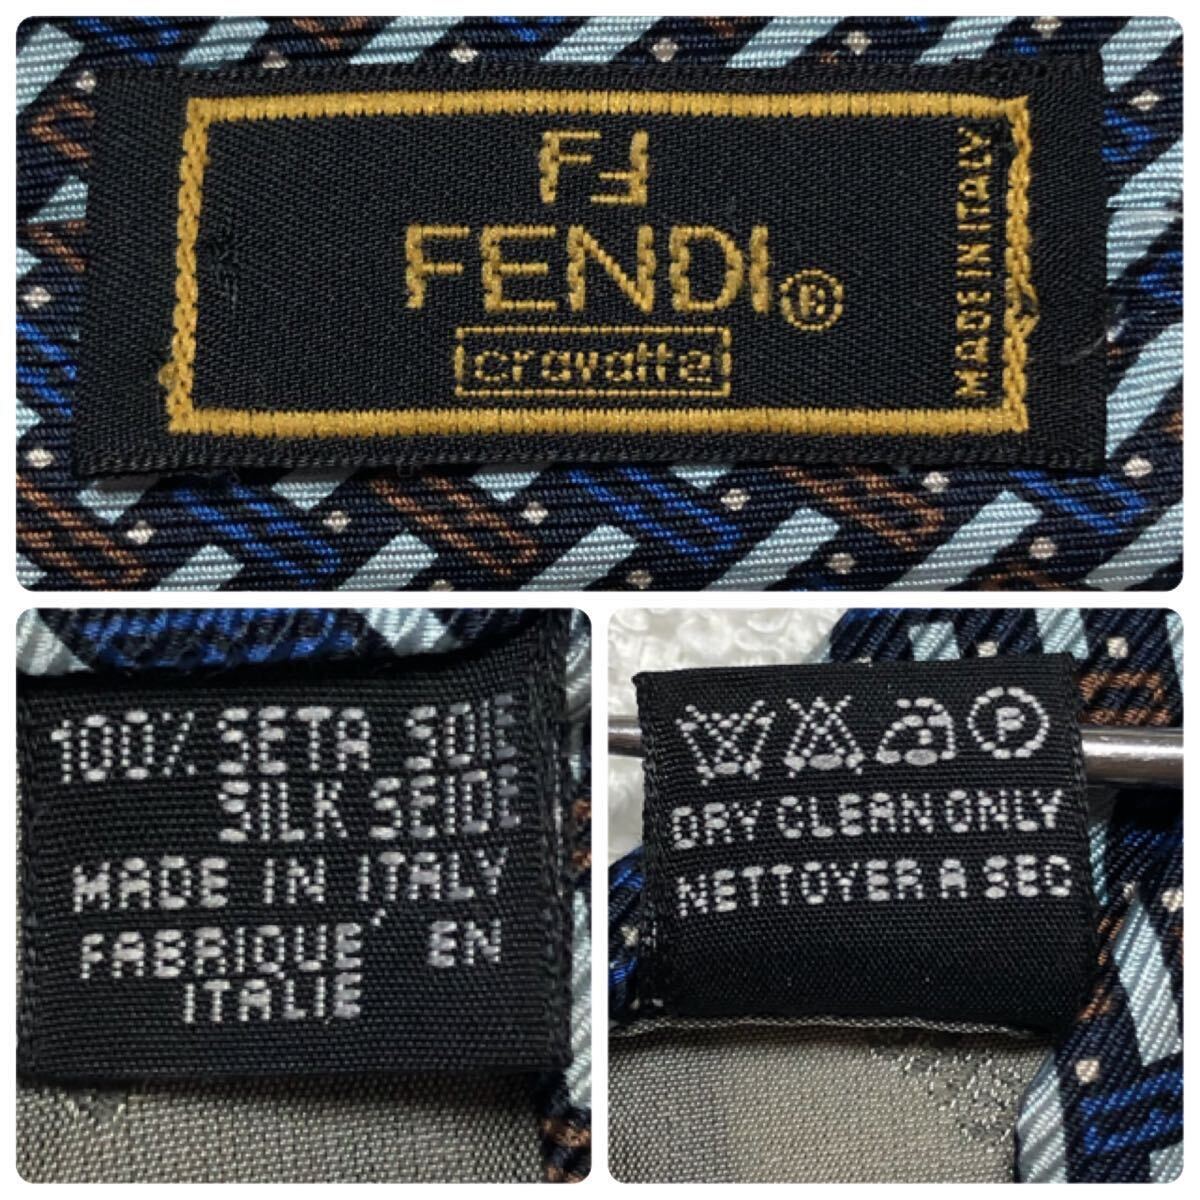 FF
FENDI®
cravatte
MADE IN ITALY
100% SETA SOIE
SILK SEIDE
MADE IN ITALY
FABRIQUE' EN
ITALIE
P
DRY CLEAN ONLY
NETTOYER A SEC